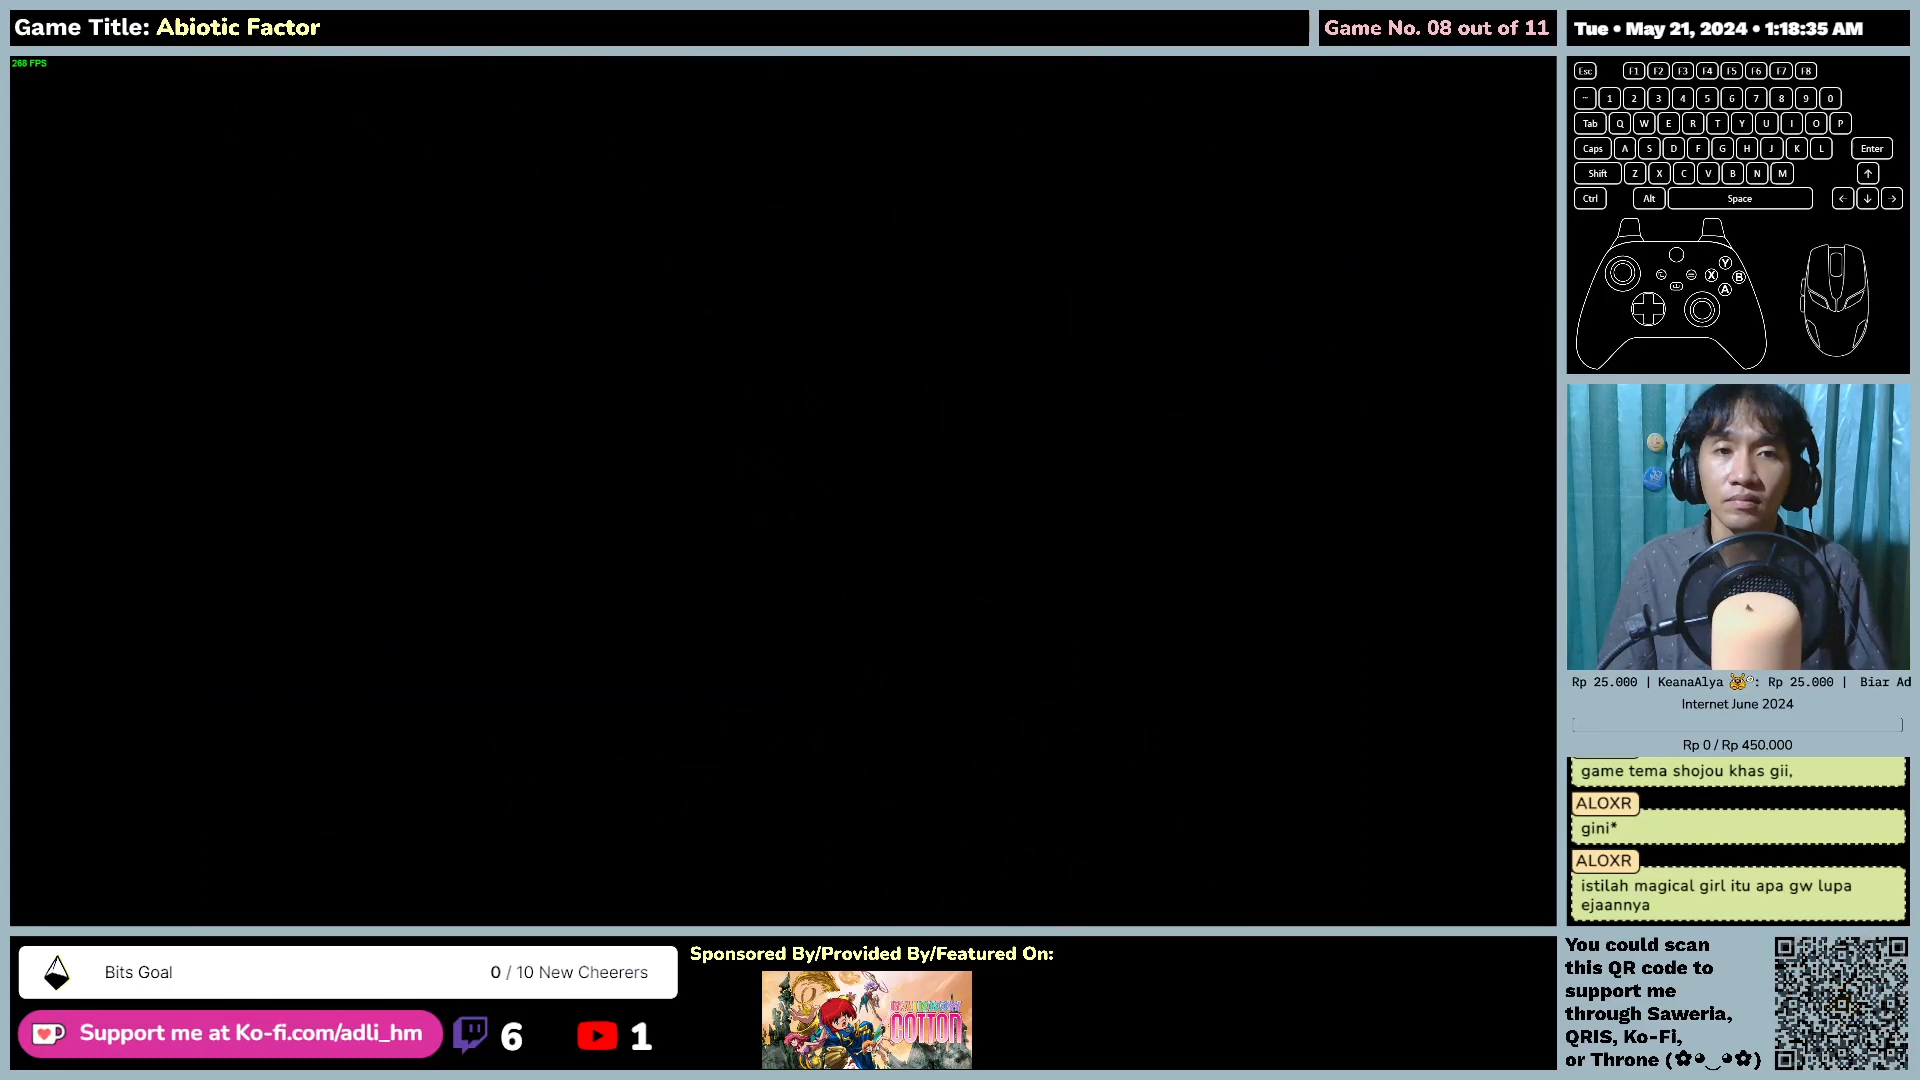 Game Title: Abiotic Factor
Game No. 08 out of 11
Tue • May 21, 2024 • 1:18:35 AM
268 FPS
Esc F1 F2 F3 F4 F5 F6 F7 F8
~ 1 2 3 4 5 6 7 8 9 0
Tab Q W E R T Y U I O P
Caps A S D F G H J K L Enter
Shift Z X C V B N M ↑
Ctrl Alt Space ← ↓ →
Y
X B
A
Rp 25.000 | KeanaAlya : Rp 25.000 | Biar Ad
Internet June 2024
Rp 0 / Rp 450.000
game tema shojou khas gii,
ALOXR
gini*
ALOXR
istilah magical girl itu apa gw lupa
ejaannya
Bits Goal 0 / 10 New Cheerers
Support me at Ko-fi.com/adli_hm
6
1
Sponsored By/Provided By/Featured On:
COTTON
You could scan
this QR code to
support me
through Saweria,
QRIS, Ko-Fi,
or Throne (✿◕‿◕✿)